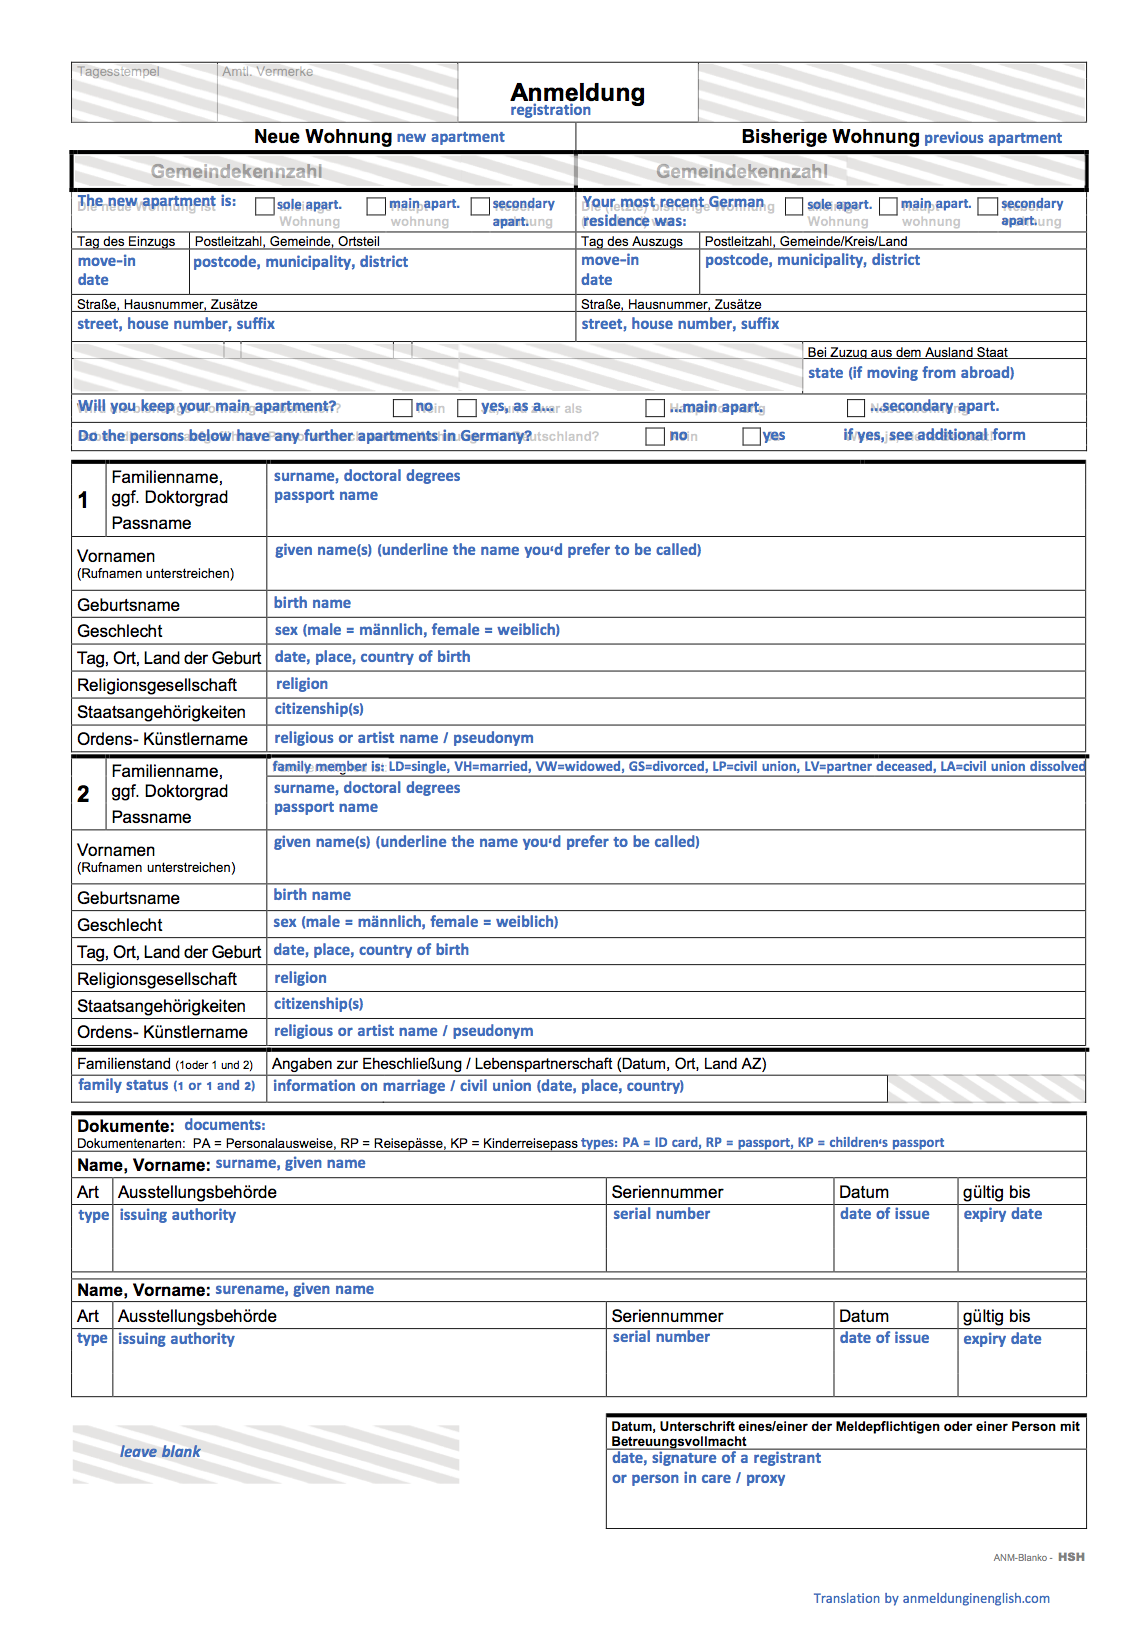 Tagesstempel Amtl. Vermerke
Anmeldung
registration
Neue Wohnung new apartment Bisherige Wohnung previous apartment
Gemeindekennzahl Gemeindekennzahl
The new apartment is: sole apart. main apart. secondary apart. Your most recent German residence was: sole apart. main apart. secondary apart.
Wohnung wohnung wohnung Wohnung wohnung wohnung
Tag des Einzugs Postleitzahl, Gemeinde, Ortsteil Tag des Auszugs Postleitzahl, Gemeinde/Kreis/Land
move-in date postcode, municipality, district move-in date postcode, municipality, district
Straße, Hausnummer, Zusätze Straße, Hausnummer, Zusätze
street, house number, suffix street, house number, suffix
Bei Zuzug aus dem Ausland Staat
state (if moving from abroad)
Will you keep your main apartment? no yes, as a... ...main apart. ...secondary apart.
Do the persons below have any further apartments in Germany? no yes if yes, see additional form
1 Familienname, ggf. Doktorgrad
Passname
surname, doctoral degrees
passport name
Vornamen
(Rufnamen unterstreichen)
given name(s) (underline the name you'd prefer to be called)
Geburtsname birth name
Geschlecht sex (male = männlich, female = weiblich)
Tag, Ort, Land der Geburt date, place, country of birth
Religionsgesellschaft religion
Staatsangehörigkeiten citizenship(s)
Ordens- Künstlername religious or artist name / pseudonym
family member is: LD=single, VH=married, VW=widowed, GS=divorced, LP=civil union, LV=partner deceased, LA=civil union dissolved
2 Familienname, ggf. Doktorgrad
Passname
surname, doctoral degrees
passport name
Vornamen
(Rufnamen unterstreichen)
given name(s) (underline the name you'd prefer to be called)
Geburtsname birth name
Geschlecht sex (male = männlich, female = weiblich)
Tag, Ort, Land der Geburt date, place, country of birth
Religionsgesellschaft religion
Staatsangehörigkeiten citizenship(s)
Ordens- Künstlername religious or artist name / pseudonym
Familienstand (1oder 1 und 2) Angaben zur Eheschließung / Lebenspartnerschaft (Datum, Ort, Land AZ)
family status (1 or 1 and 2) information on marriage / civil union (date, place, country)
Dokumente: documents:
Dokumentenarten: PA = Personalausweise, RP = Reisepässe, KP = Kinderreisepass types: PA = ID card, RP = passport, KP = children's passport
Name, Vorname: surname, given name
Art Ausstellungsbehörde Seriennummer Datum gültig bis
type issuing authority serial number date of issue expiry date
Name, Vorname: surename, given name
Art Ausstellungsbehörde Seriennummer Datum gültig bis
type issuing authority serial number date of issue expiry date
leave blank
Datum, Unterschrift eines/einer der Meldepflichtigen oder einer Person mit
Betreuungsvollmacht
date, signature of a registrant
or person in care / proxy
ANM-Blanko - HSH
Translation by anmeldunginenglish.com